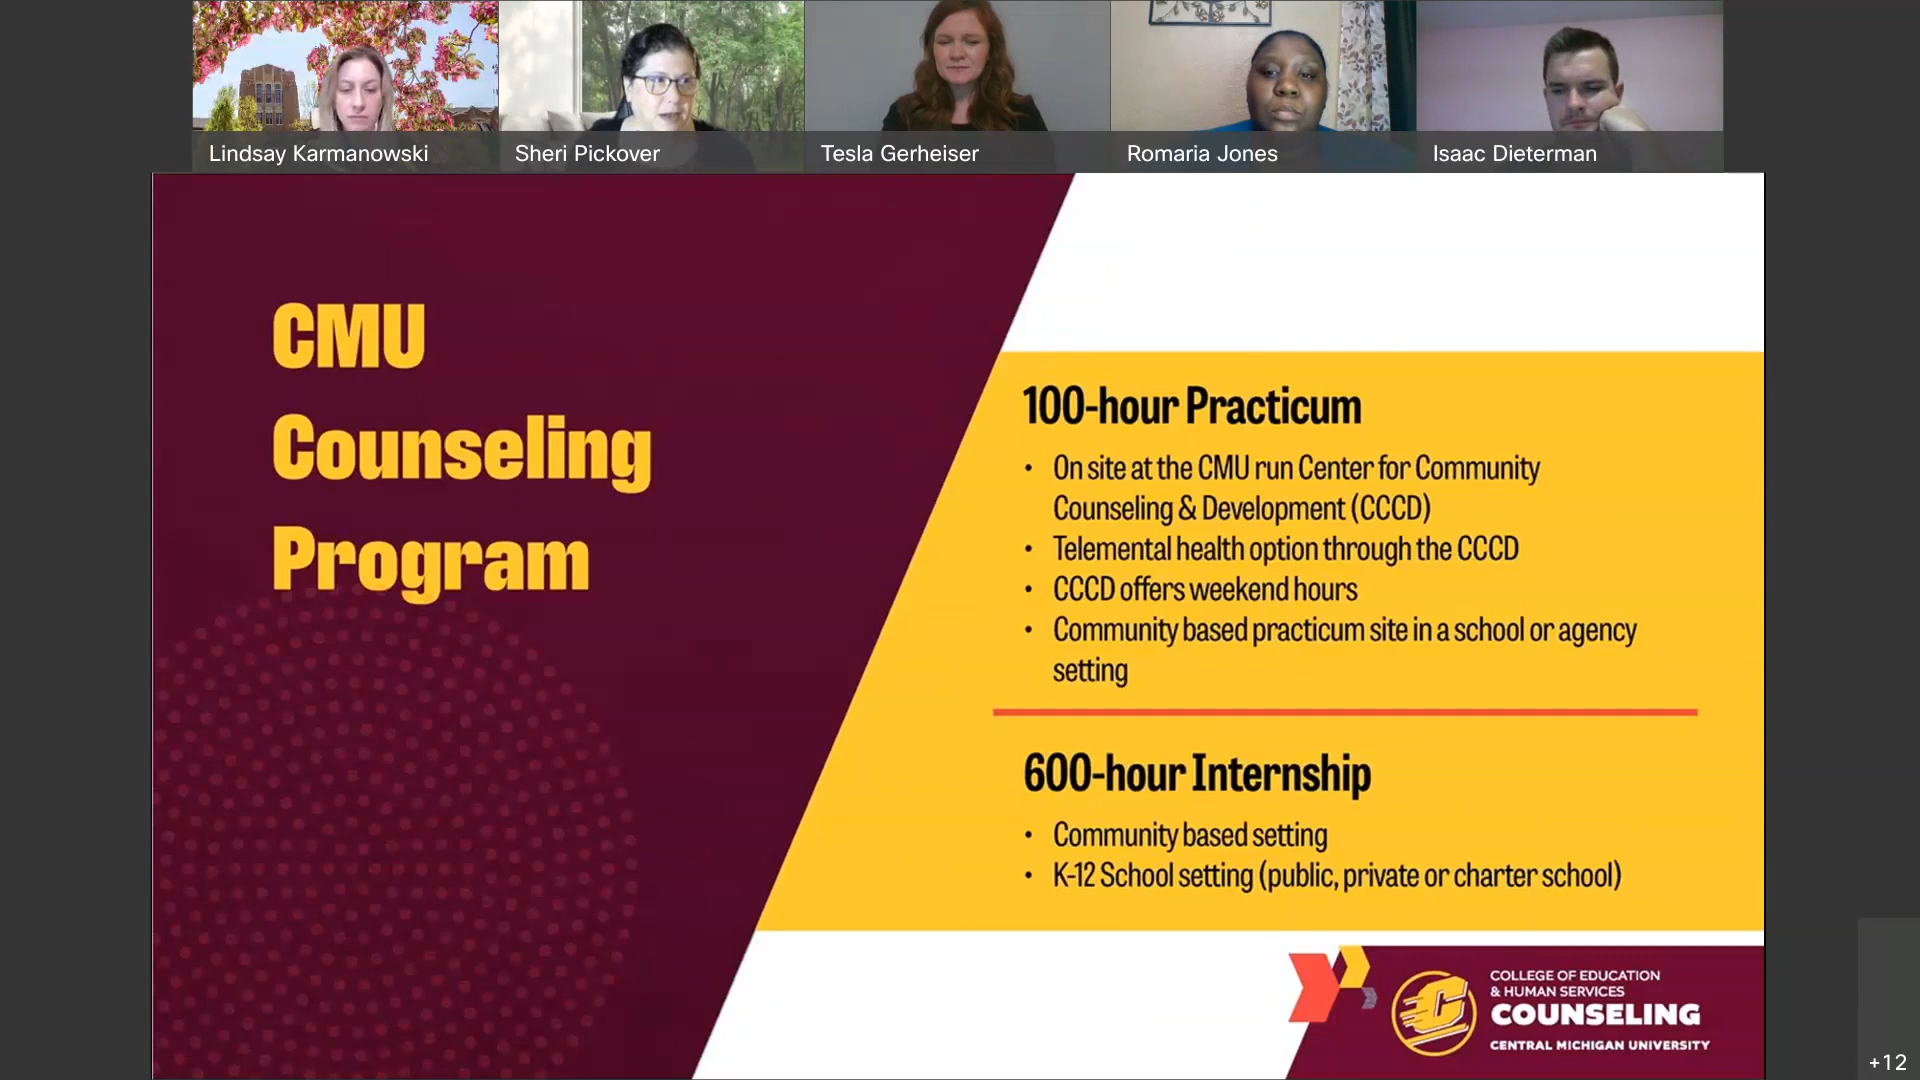 Lindsay Karmanowski
Sheri Pickover
Tesla Gerheiser
Romaria Jones
Isaac Dieterman
CMU
Counseling
Program
100-hour Practicum
• On site at the CMU run Center for Community
Counseling & Development (CCCD)
• Telemental health option through the CCCD
• CCCD offers weekend hours
• Community based practicum site in a school or agency
setting
600-hour Internship
• Community based setting
• K-12 School setting (public, private or charter school)
COLLEGE OF EDUCATION
& HUMAN SERVICES
COUNSELING
CENTRAL MICHIGAN UNIVERSITY
+12